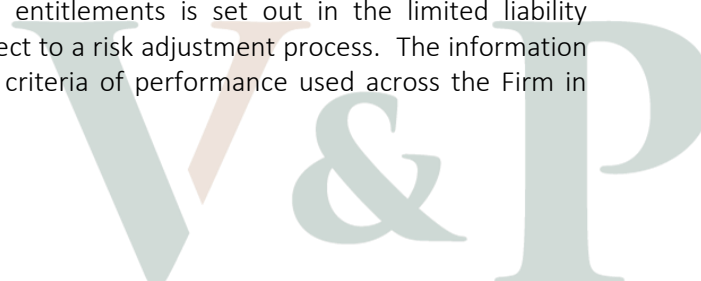 entitlements is set out in the limited liability
to a risk adjustment process. The information
criteria of performance used across the Firm in
V & P